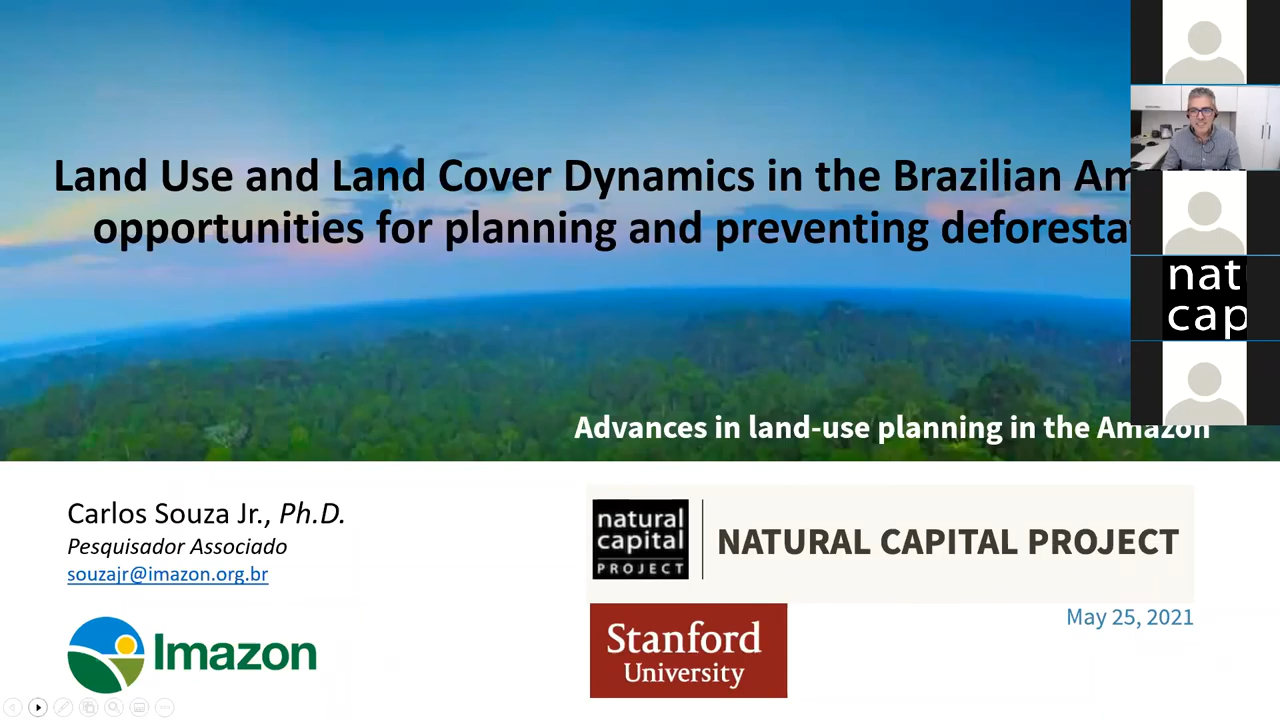 Land Use and Land Cover Dynamics in the Brazilian Am
opportunities for planning and preventing deforesta
nat
cap
Advances in land-use planning in the Amazon
Carlos Souza Jr., Ph.D.
Pesquisador Associado
souzajr@imazon.org.br
Imazon
natural
capital
PROJECT
NATURAL CAPITAL PROJECT
May 25, 2021
Stanford
University